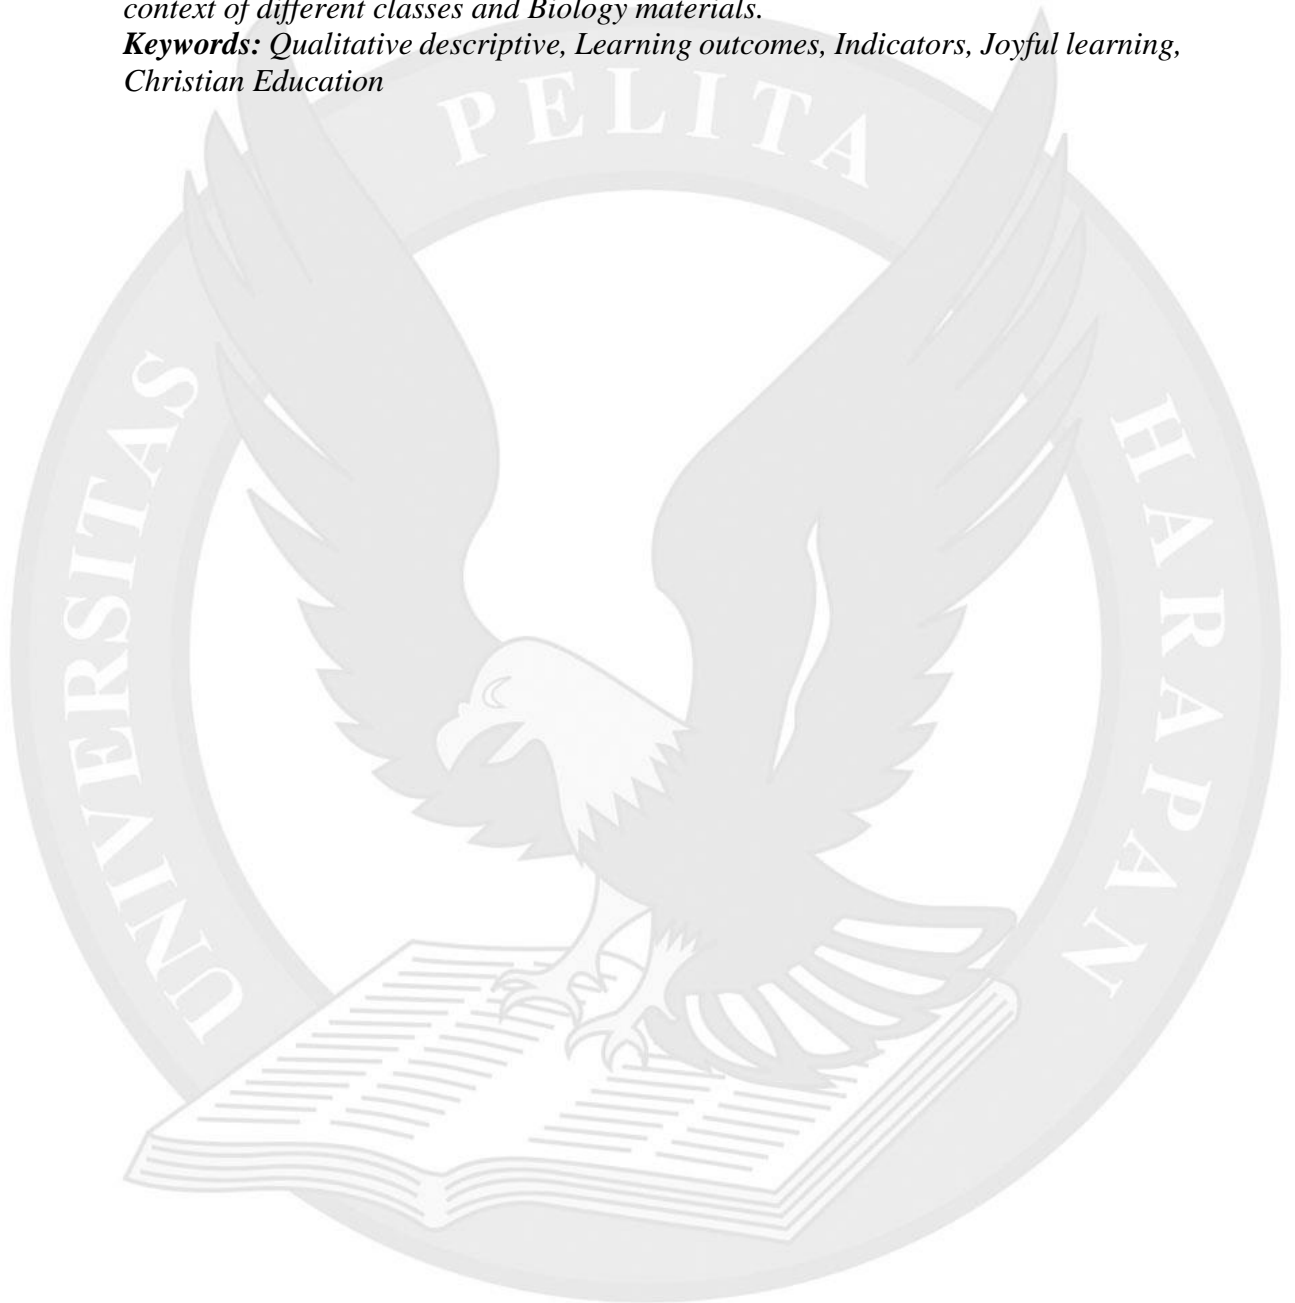 context of different classes and Biology materials.
Keywords: Qualitative descriptive, Learning outcomes, Indicators, Joyful learning,
Christian Education
UNIVERSITAS PELITA HARAPAN